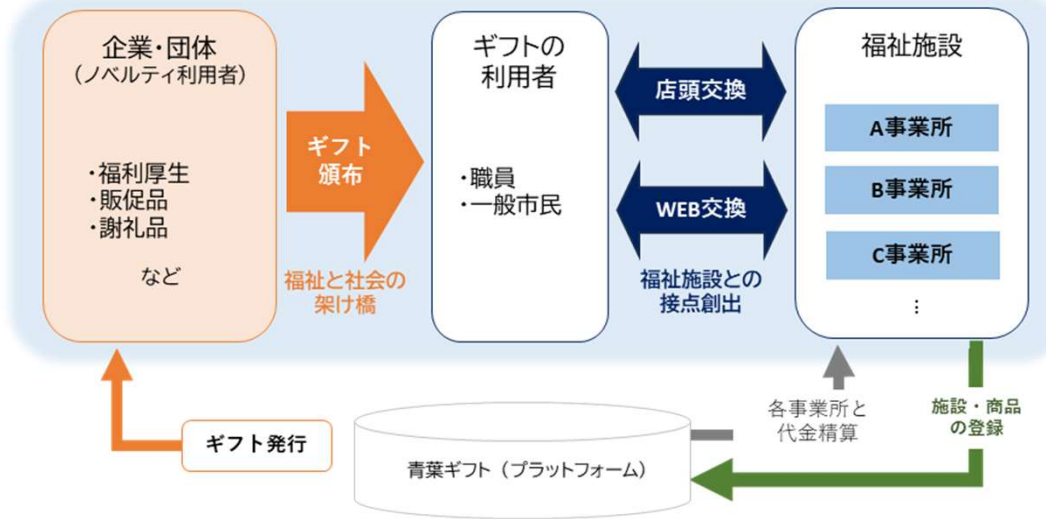 企業・団体
（ノベルティ利用者）
・福利厚生
・販促品
・謝礼品
など
ギフト
頒布
福祉と社会の
架け橋
ギフトの
利用者
・職員
・一般市民
店頭交換
WEB交換
福祉施設との
接点創出
福祉施設
A事業所
B事業所
C事業所
⋮
ギフト発行
青葉ギフト（プラットフォーム）
各事業所と
代金精算
施設・商品
の登録